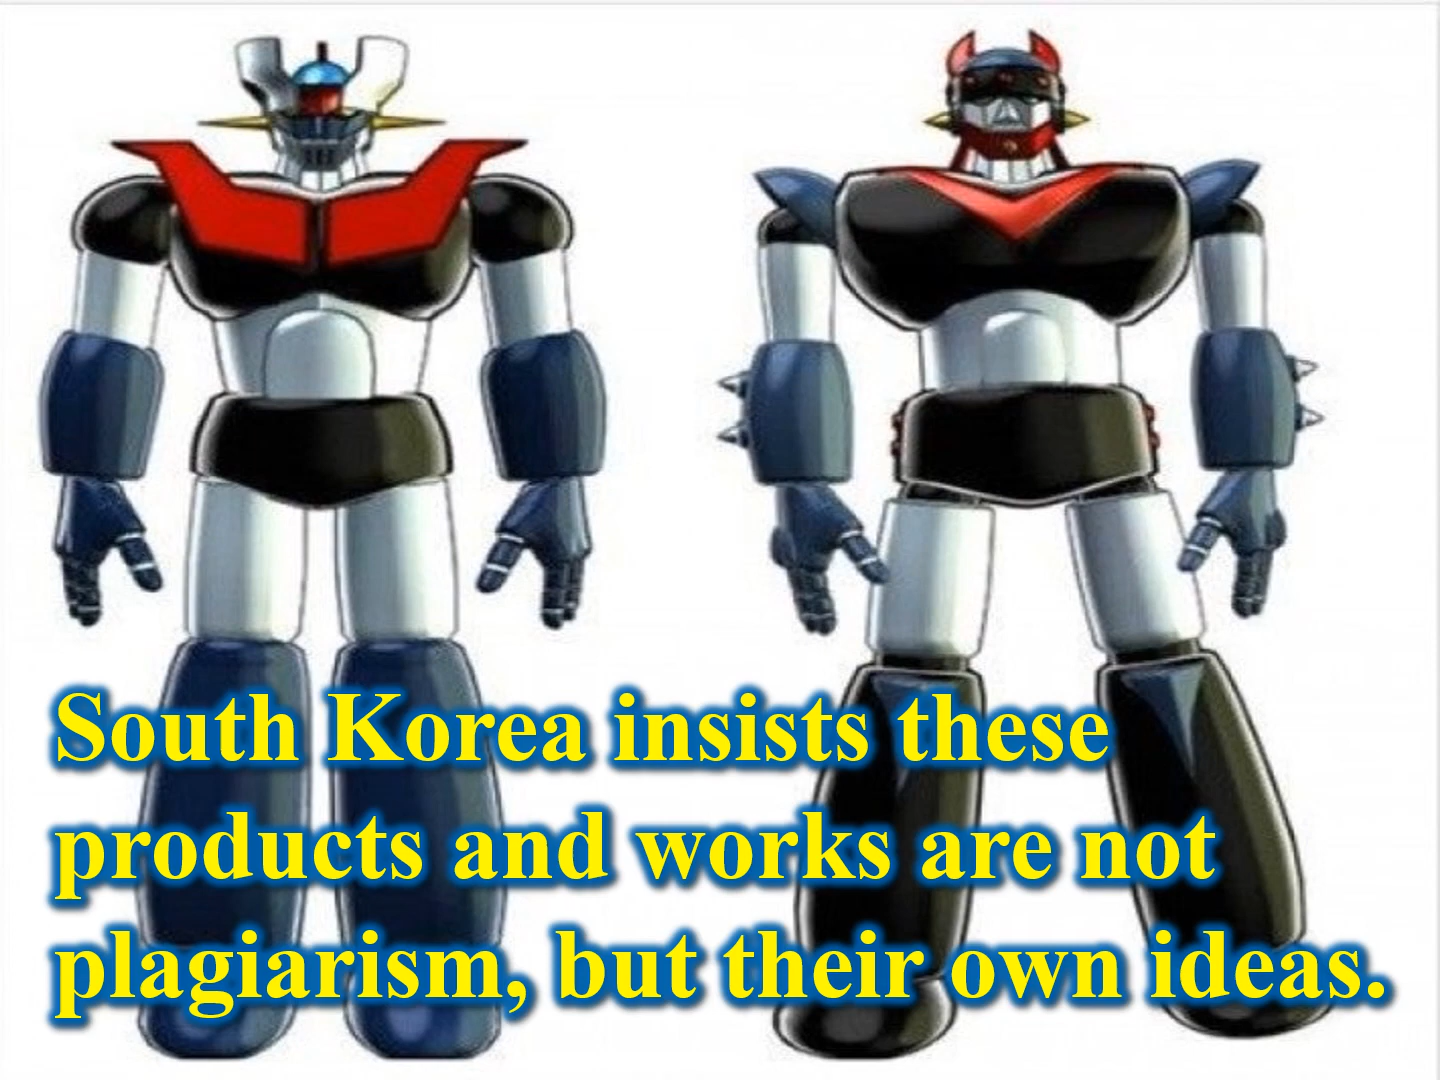 South Korea insists these
products and works are not
plagiarism, but their own ideas.